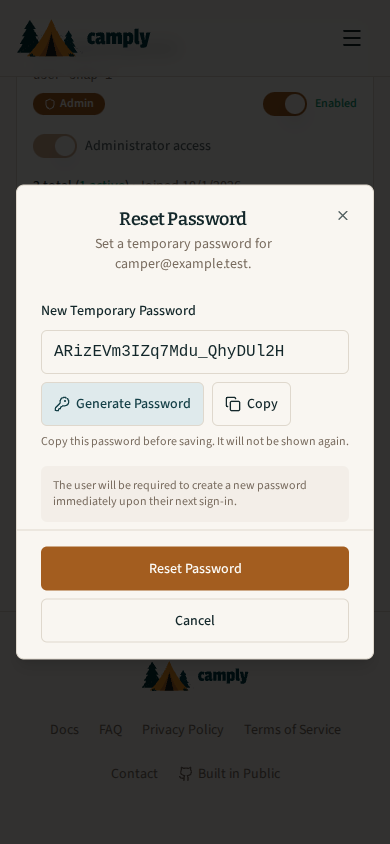 camply
Admin
Enabled
Administrator access
Reset Password
Set a temporary password for
camper@example.test.
New Temporary Password
ARizEVm3IZq7Mdu_QhyDUl2H
Generate Password
Copy
Copy this password before saving. It will not be shown again.
The user will be required to create a new password
immediately upon their next sign-in.
Reset Password
Cancel
camply
Docs FAQ Privacy Policy Terms of Service
Contact Built in Public